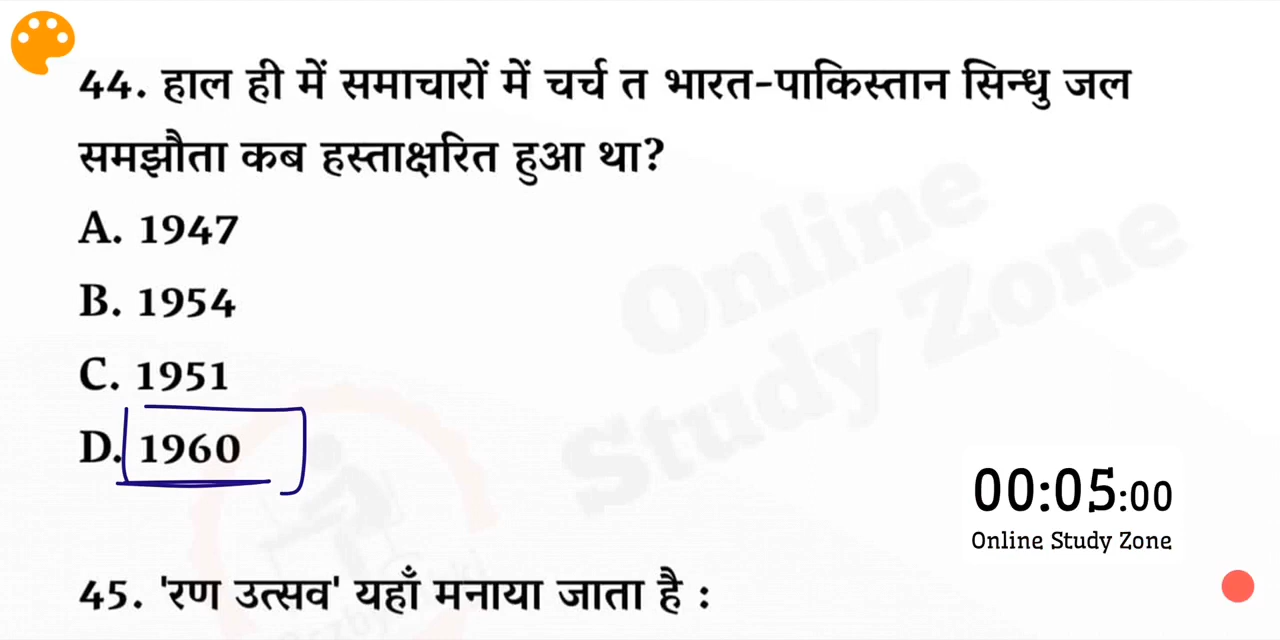 44. हाल ही में समाचारों में चर्च त भारत-पाकिस्तान सिन्धु जल
समझौता कब हस्ताक्षरित हुआ था?
A. 1947
B. 1954
C. 1951
D. 1960
Online
Study Zone
00:05:00
Online Study Zone
45. 'रण उत्सव' यहाँ मनाया जाता है :